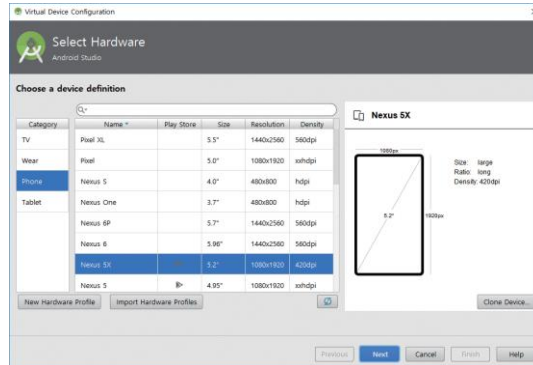 Virtual Device Configuration
Select Hardware
Android Studio
Choose a device definition
Category
Name Play Store Size Resolution Density
TV
Wear
Phone
Tablet
Pixel XL 5.5" 1440x2560 560dpi
Pixel 5.0" 1080x1920 xxhdpi
Nexus S 4.0" 480x800 hdpi
Nexus One 3.7" 480x800 hdpi
Nexus 6P 5.7" 1440x2560 560dpi
Nexus 6 5.96" 1440x2560 560dpi
Nexus 5X 5.2" 1080x1920 420dpi
Nexus 5 4.95" 1080x1920 xxhdpi
New Hardware Profile Import Hardware Profiles
Nexus 5X
1080px
5.2"
1920px
Size: large
Ratio: long
Density: 420dpi
Clone Device...
Previous Next Cancel Finish Help